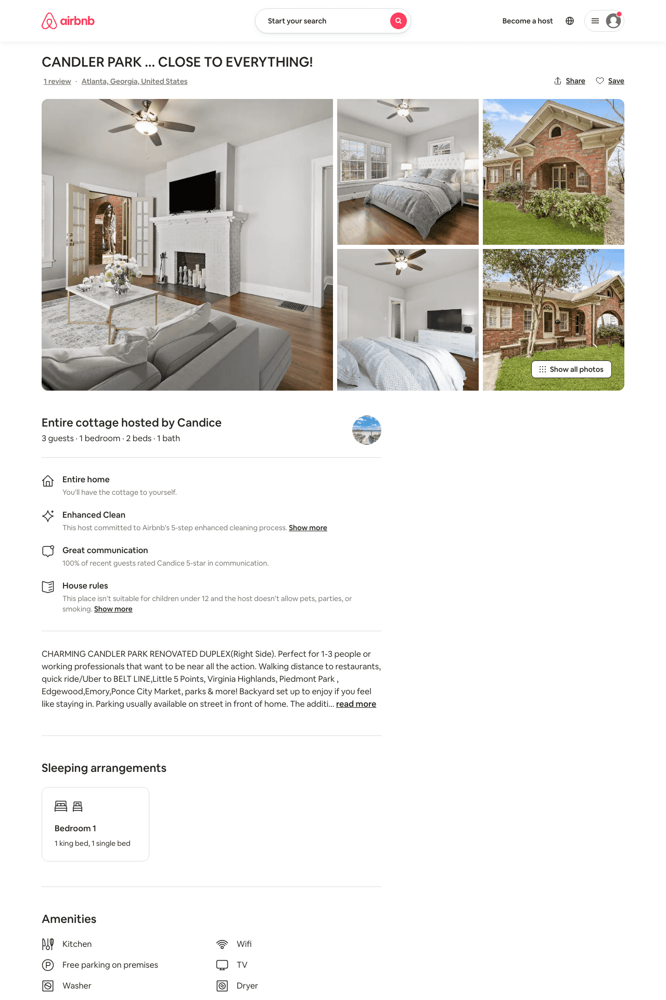 airbnb
Start your search
Become a host
CANDLER PARK ... CLOSE TO EVERYTHING!
1 review · Atlanta, Georgia, United States
Share
Save
Show all photos
Entire cottage hosted by Candice
3 guests · 1 bedroom · 2 beds · 1 bath
Entire home
You’ll have the cottage to yourself.
Enhanced Clean
This host committed to Airbnb's 5-step enhanced cleaning process. Show more
Great communication
100% of recent guests rated Candice 5-star in communication.
House rules
This place isn’t suitable for children under 12 and the host doesn’t allow pets, parties, or
smoking. Show more
CHARMING CANDLER PARK RENOVATED DUPLEX(Right Side). Perfect for 1-3 people or
working professionals that want to be near all the action. Walking distance to restaurants,
quick ride/Uber to BELT LINE,Little 5 Points, Virginia Highlands, Piedmont Park ,
Edgewood,Emory,Ponce City Market, parks & more! Backyard set up to enjoy if you feel
like staying in. Parking usually available on street in front of home. The additi... read more
Sleeping arrangements
Bedroom 1
1 king bed, 1 single bed
Amenities
Kitchen
Wifi
Free parking on premises
TV
Washer
Dryer